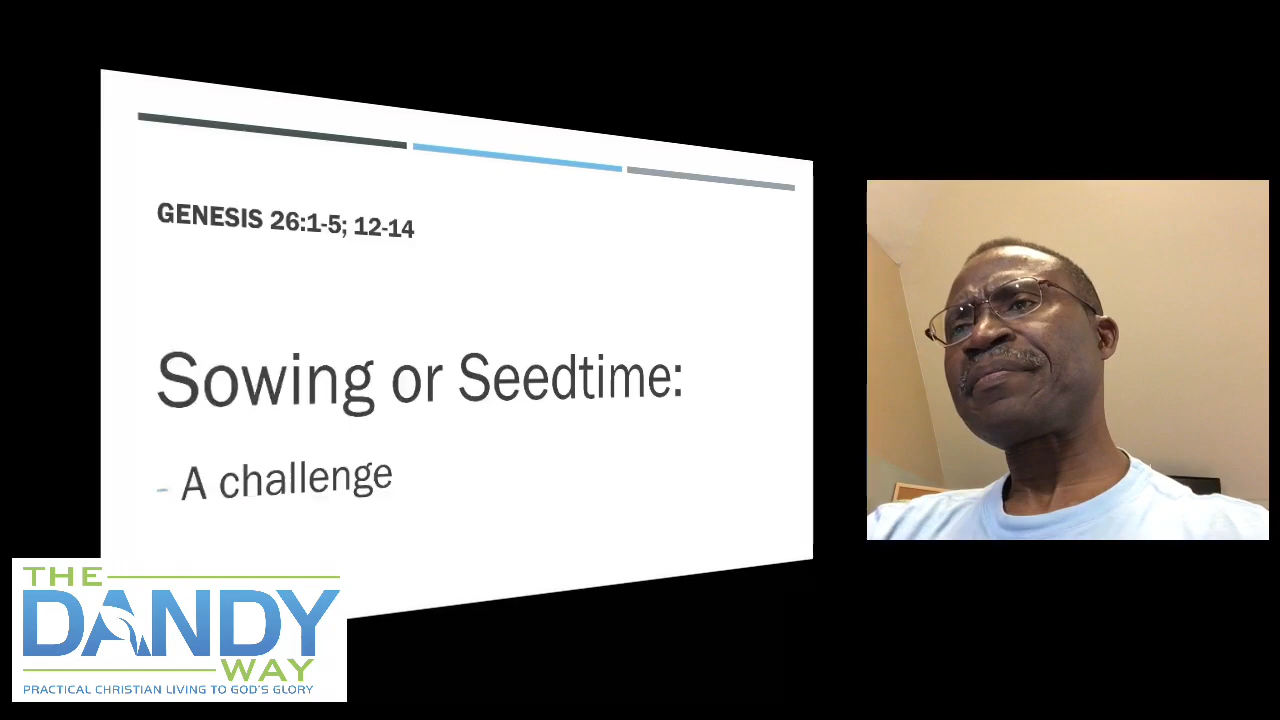 GENESIS 26:1-5; 12-14
Sowing or Seedtime:
- A challenge
THE
DANDY
WAY
PRACTICAL CHRISTIAN LIVING TO GOD'S GLORY